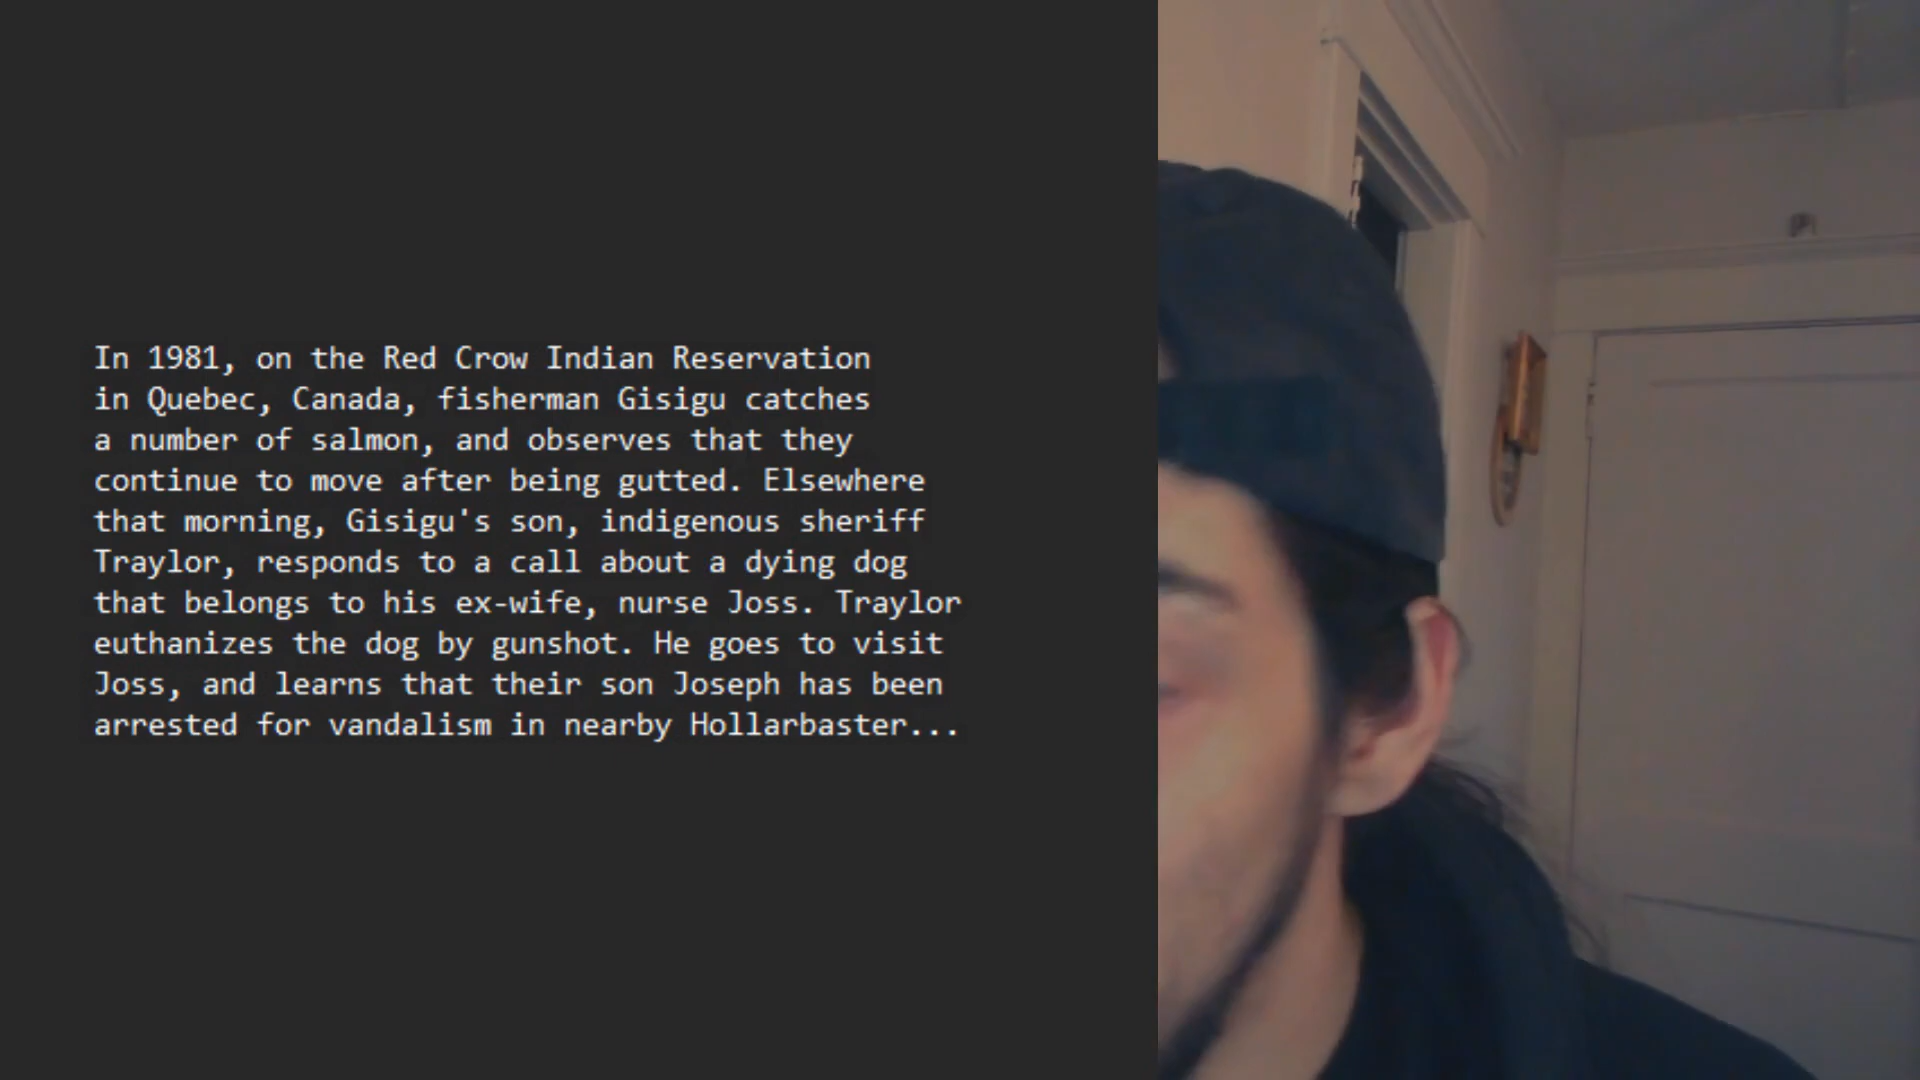 In 1981, on the Red Crow Indian Reservation
in Quebec, Canada, fisherman Gisigu catches
a number of salmon, and observes that they
continue to move after being gutted. Elsewhere
that morning, Gisigu's son, indigenous sheriff
Traylor, responds to a call about a dying dog
that belongs to his ex-wife, nurse Joss. Traylor
euthanizes the dog by gunshot. He goes to visit
Joss, and learns that their son Joseph has been
arrested for vandalism in nearby Hollarbaster...